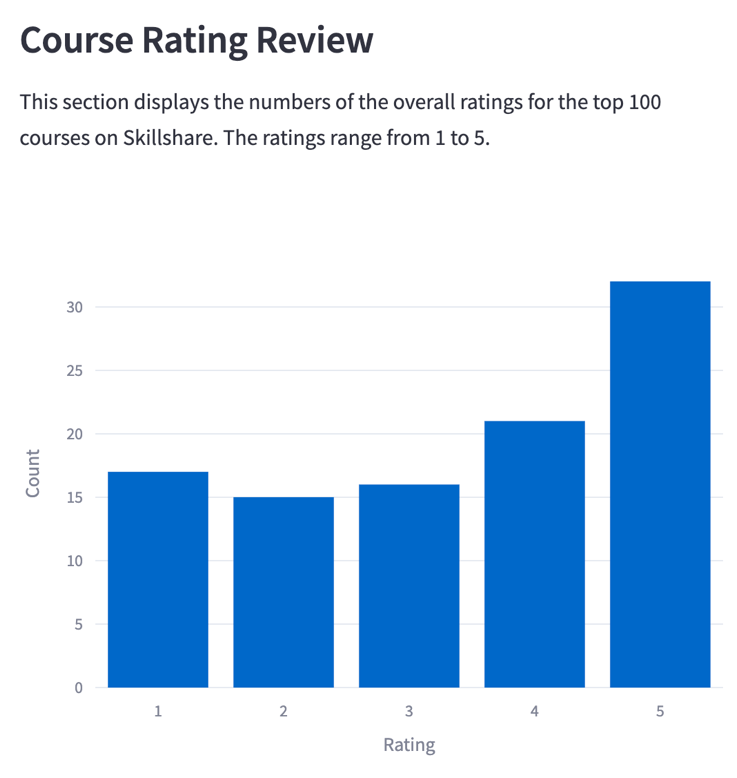 Course Rating Review
This section displays the numbers of the overall ratings for the top 100
courses on Skillshare. The ratings range from 1 to 5.
30
25
20
15
10
5
0
Count
1 2 3 4 5
Rating